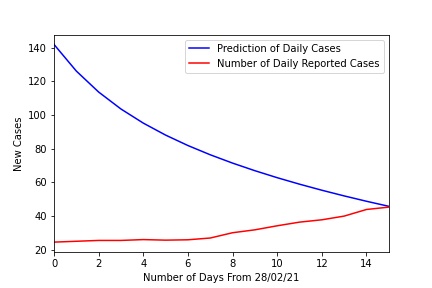 Prediction of Daily Cases
Number of Daily Reported Cases
140
120
100
80
60
40
20
New Cases
0 2 4 6 8 10 12 14
Number of Days From 28/02/21